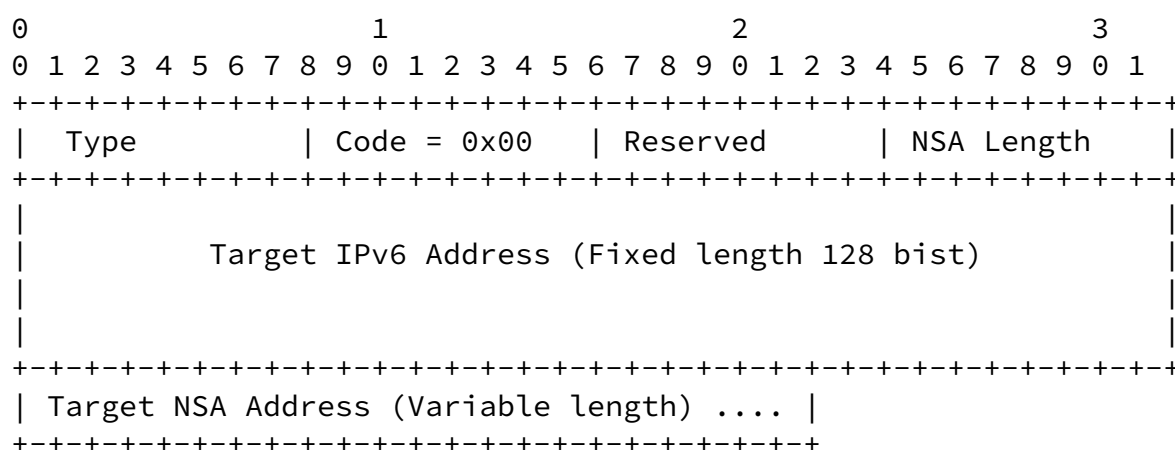 0                   1                   2                   3
0 1 2 3 4 5 6 7 8 9 0 1 2 3 4 5 6 7 8 9 0 1 2 3 4 5 6 7 8 9 0 1
+-+-+-+-+-+-+-+-+-+-+-+-+-+-+-+-+-+-+-+-+-+-+-+-+-+-+-+-+-+-+-+-+
|  Type         | Code = 0x00   | Reserved      | NSA Length    |
+-+-+-+-+-+-+-+-+-+-+-+-+-+-+-+-+-+-+-+-+-+-+-+-+-+-+-+-+-+-+-+-+
|                                                               |
|          Target IPv6 Address (Fixed length 128 bist)          |
|                                                               |
|                                                               |
+-+-+-+-+-+-+-+-+-+-+-+-+-+-+-+-+-+-+-+-+-+-+-+-+-+-+-+-+-+-+-+-+
| Target NSA Address (Variable length) .... |
+-+-+-+-+-+-+-+-+-+-+-+-+-+-+-+-+-+-+-+-+-+-+